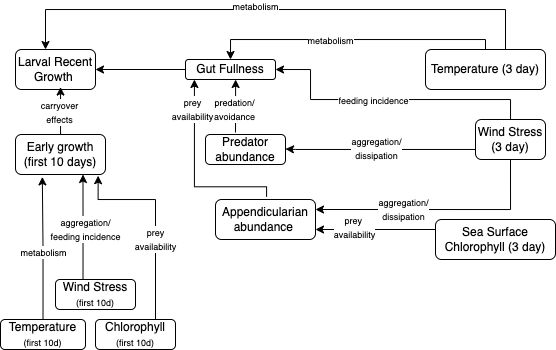 metabolism
metabolism
Larval Recent
Growth
Gut Fullness
Temperature (3 day)
carryover
effects
prey
availability
predation/
avoidance
feeding incidence
Early growth
(first 10 days)
Predator
abundance
aggregation/
dissipation
Wind Stress
(3 day)
Appendicularian
abundance
aggregation/
dissipation
prey
availability
Sea Surface
Chlorophyll (3 day)
aggregation/
feeding incidence
metabolism
prey
availability
Wind Stress
(first 10d)
Temperature
(first 10d)
Chlorophyll
(first 10d)